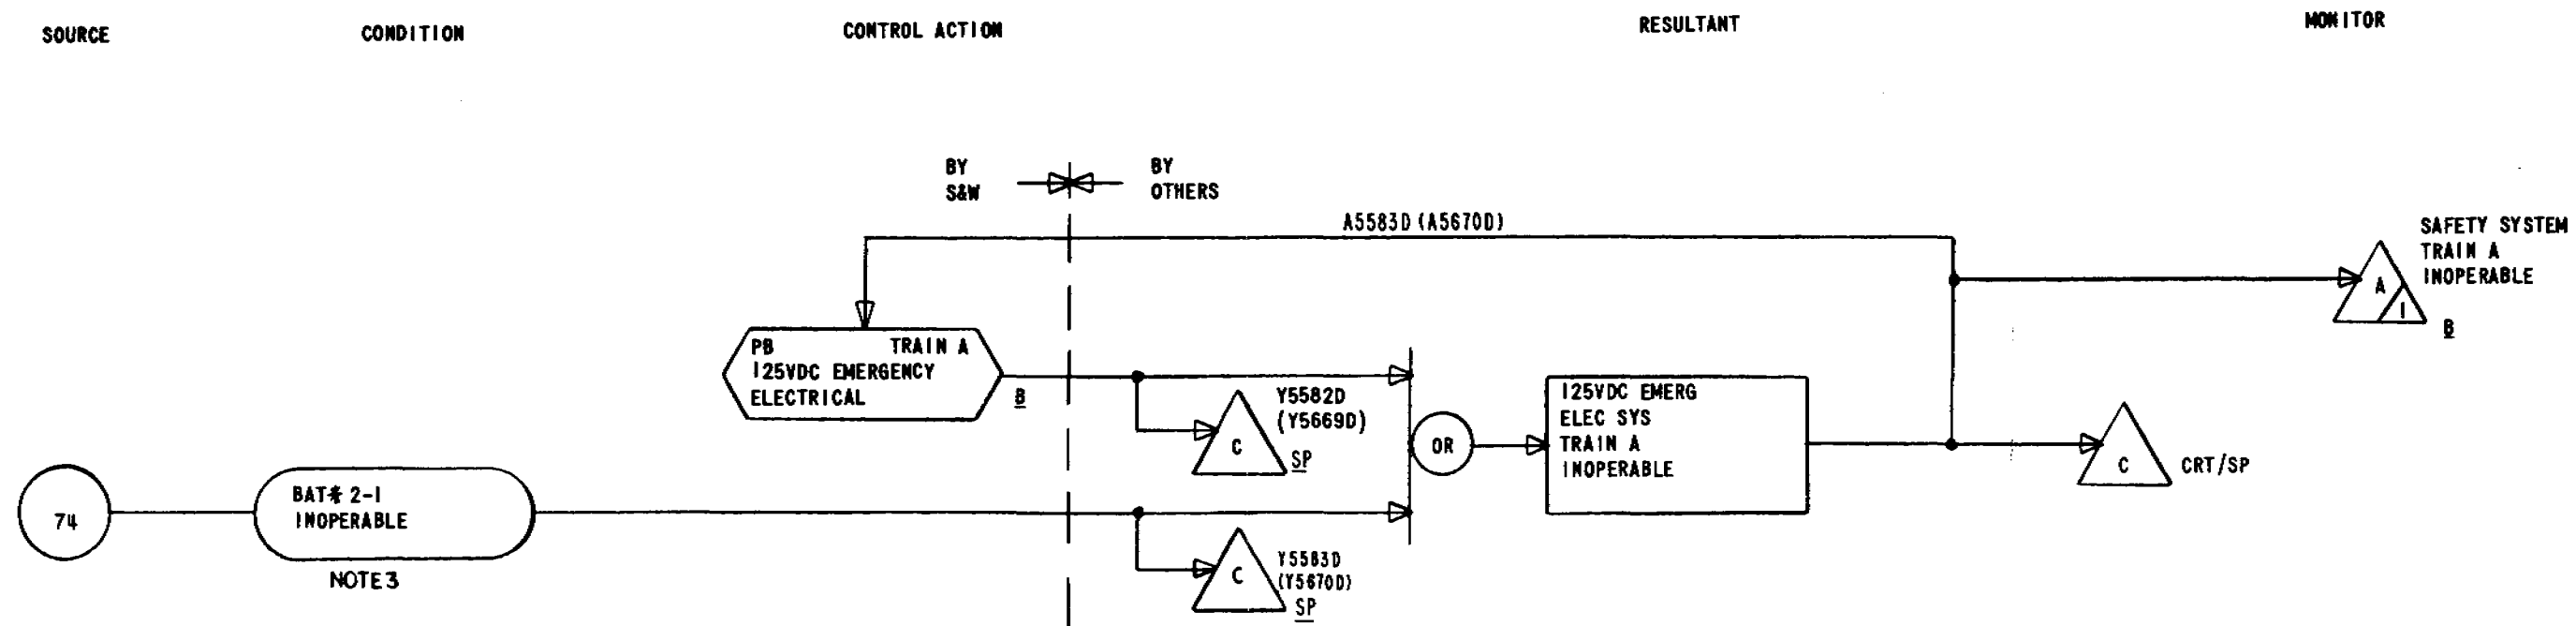 SOURCE
CONDITION
CONTROL ACTION
RESULTANT
MONITOR
BY
S&W
BY
OTHERS
A5583D (A5670D)
SAFETY SYSTEM
TRAIN A
INOPERABLE
A
1
B
PB TRAIN A
125VDC EMERGENCY
ELECTRICAL
B
C
Y5582D
(Y5669D)
SP
OR
125VDC EMERG
ELEC SYS
TRAIN A
INOPERABLE
C
CRT/SP
74
BAT* 2-1
INOPERABLE
NOTE 3
C
Y5583D
(Y5670D)
SP